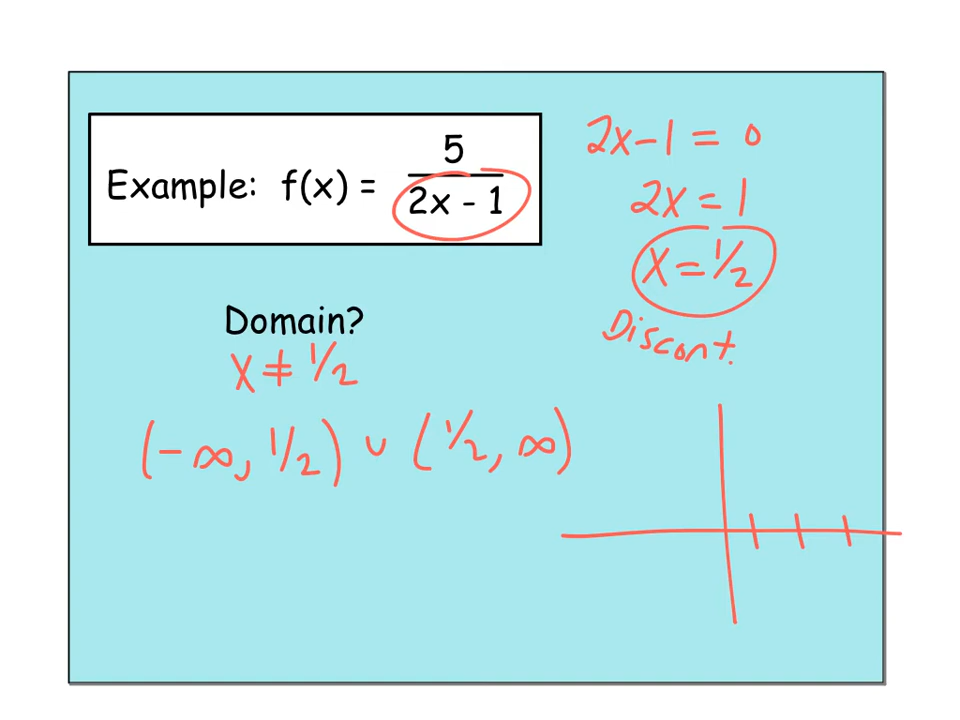 Example: f(x) = 5
2x - 1
2x-1 = 0
2x = 1
x = 1/2
Discont.
Domain?
x ≠ 1/2
(-∞, 1/2) ∪ (1/2, ∞)